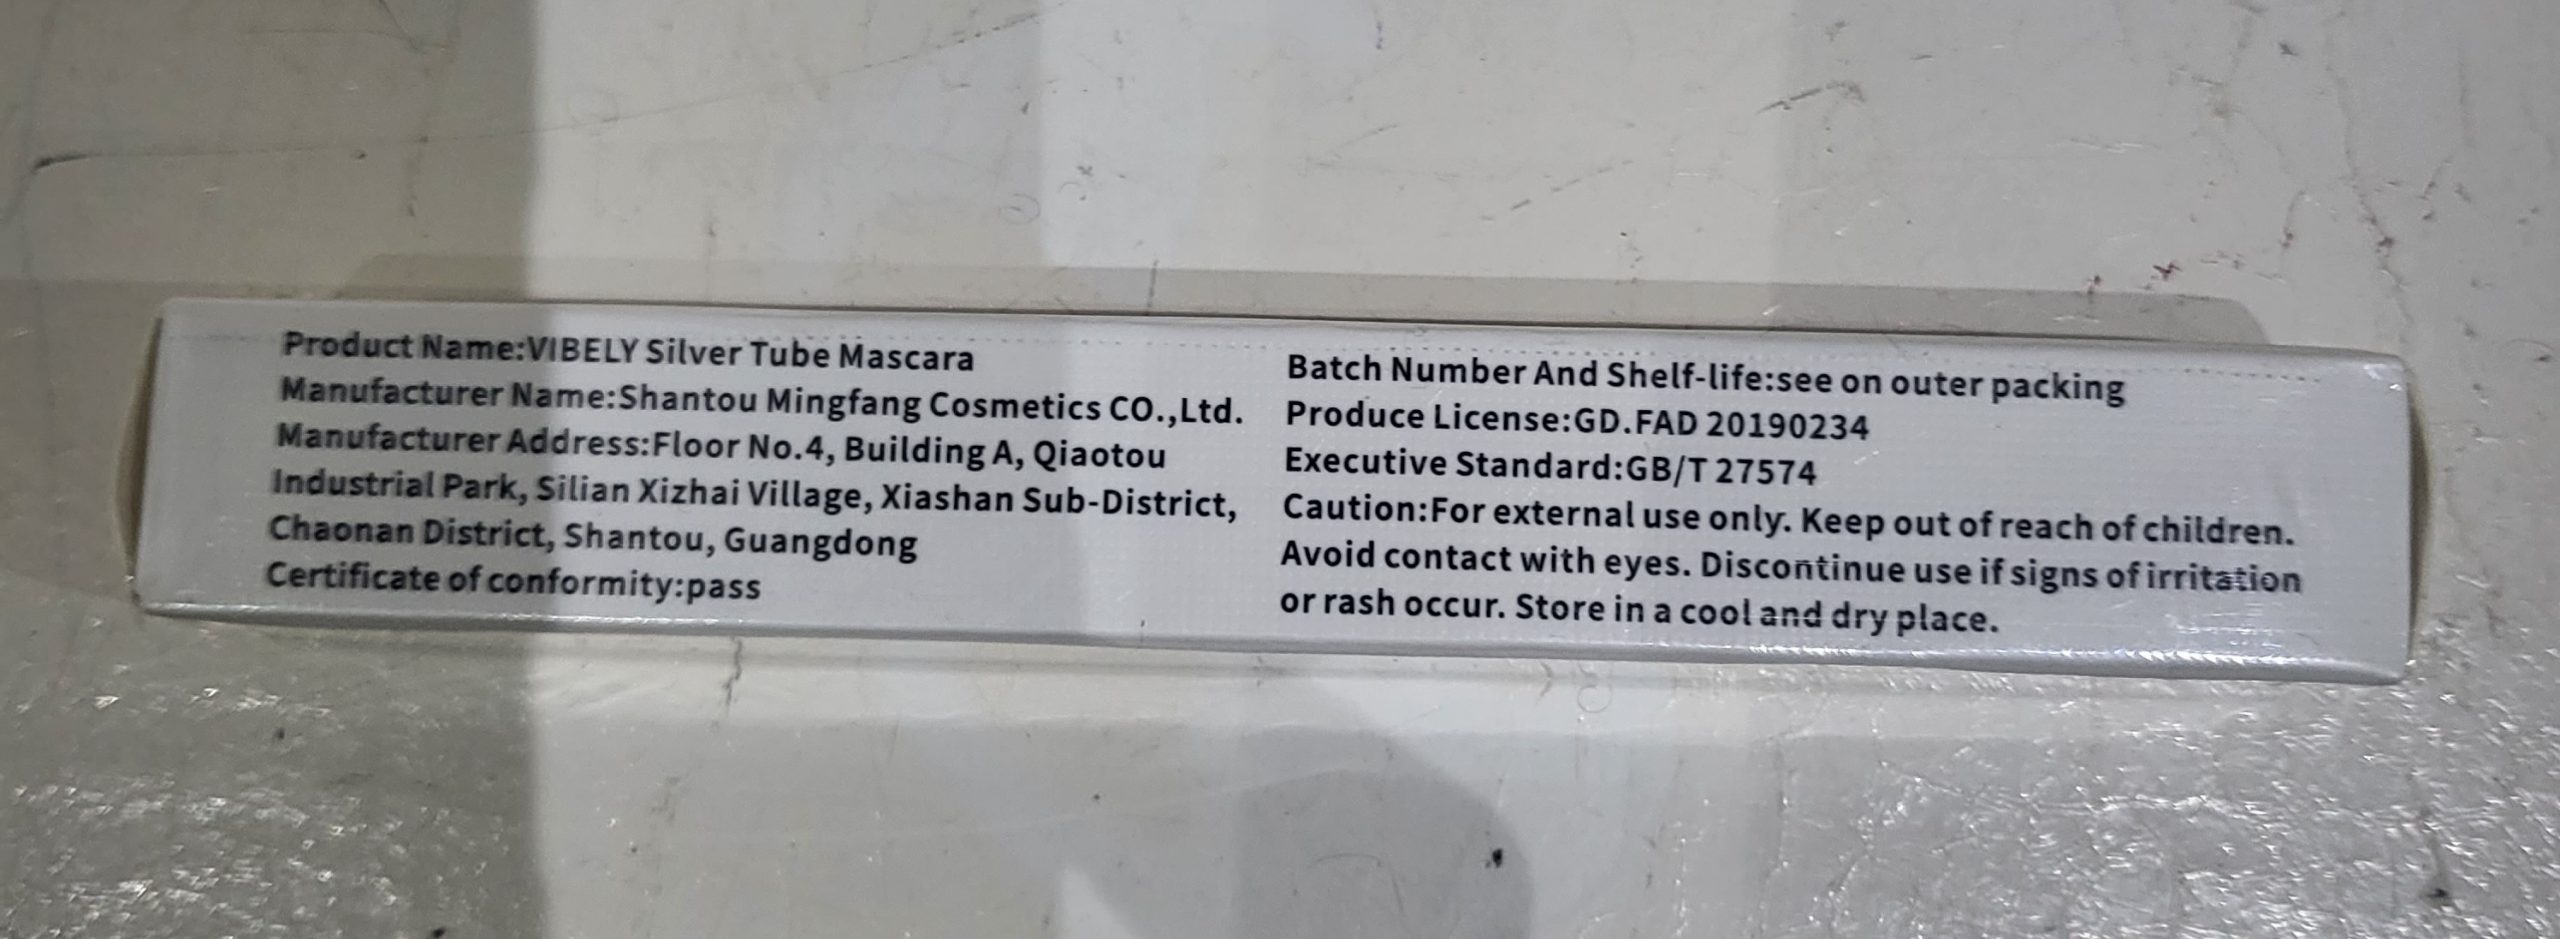 Product Name:VIBELY Silver Tube Mascara
Manufacturer Name:Shantou Mingfang Cosmetics CO.,Ltd.
Manufacturer Address:Floor No.4, Building A, Qiaotou
Industrial Park, Silian Xizhai Village, Xiashan Sub-District,
Chaonan District, Shantou, Guangdong
Certificate of conformity:pass
Batch Number And Shelf-life:see on outer packing
Produce License:GD.FAD 20190234
Executive Standard:GB/T 27574
Caution:For external use only. Keep out of reach of children.
Avoid contact with eyes. Discontinue use if signs of irritation
or rash occur. Store in a cool and dry place.